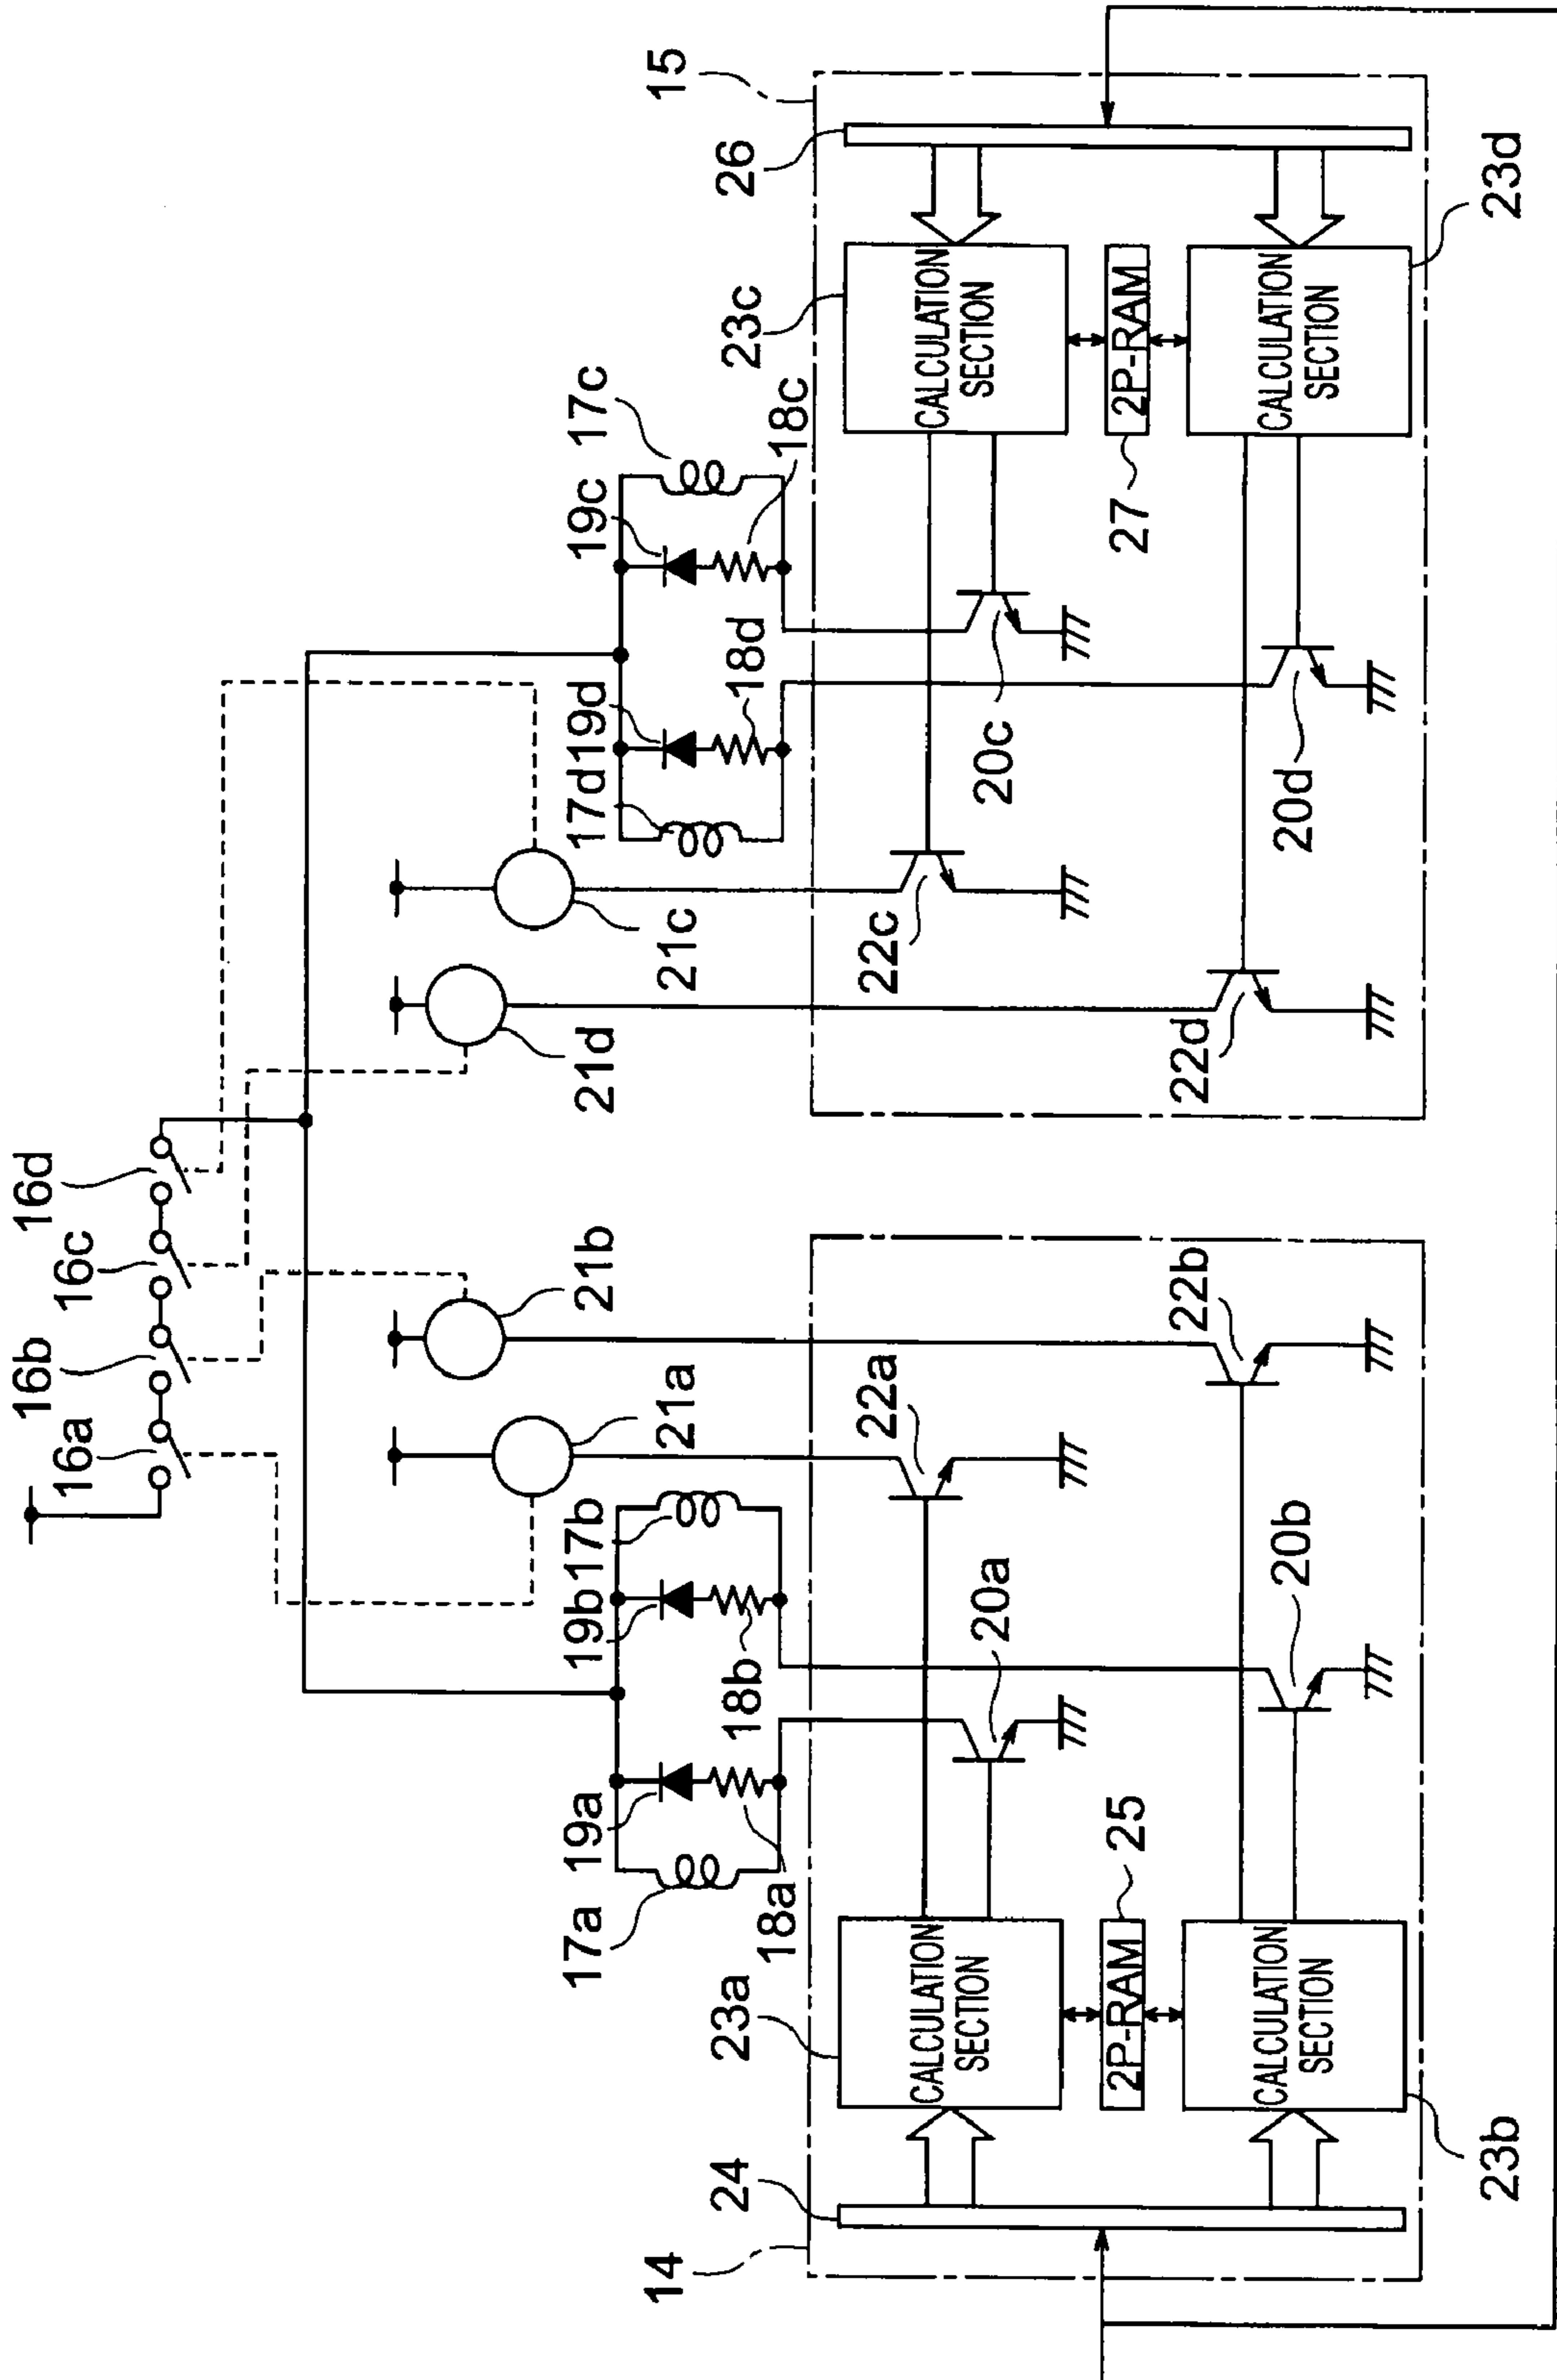 16a
16b
16c
16d
17a
19a
19b
17b
18a
18b
21a
21b
21d
21c
17d
19d
19c
17c
18d
18c
14
15
24
23a
CALCULATION
SECTION
20a
22a
22c
20c
23c
CALCULATION
SECTION
26
2P-RAM
25
27
2P-RAM
CALCULATION
SECTION
23b
20b
22b
22d
20d
CALCULATION
SECTION
23d